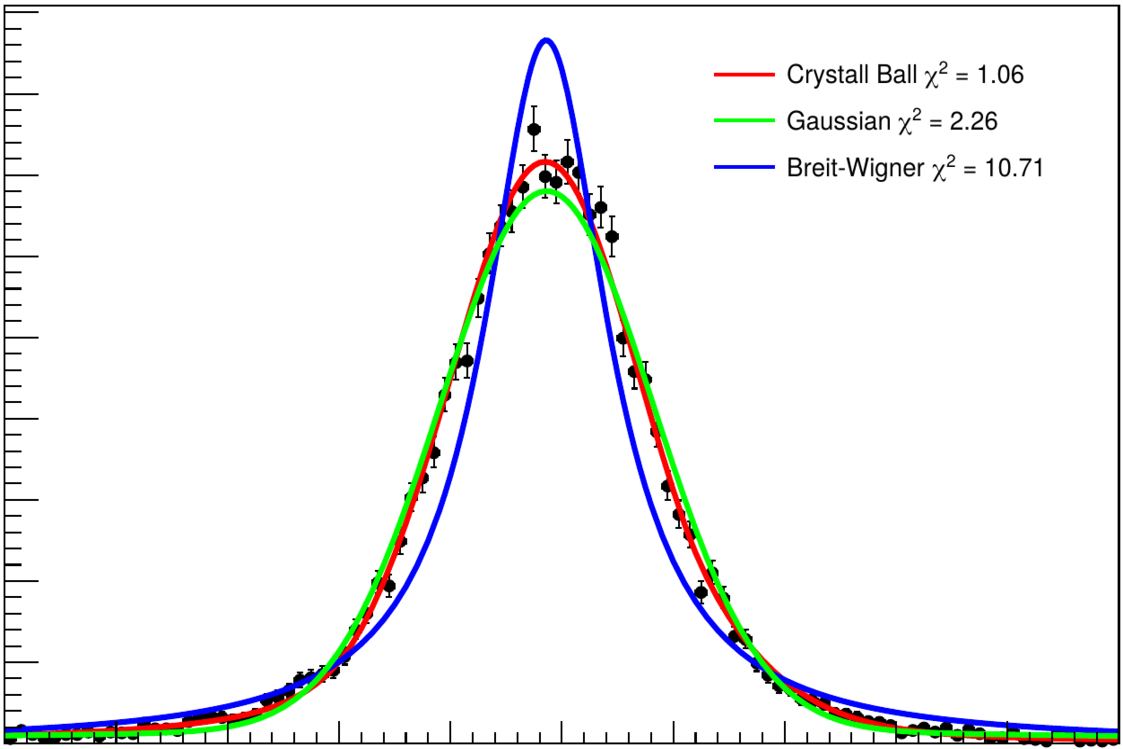 Crystall Ball χ² = 1.06
Gaussian χ² = 2.26
Breit-Wigner χ² = 10.71